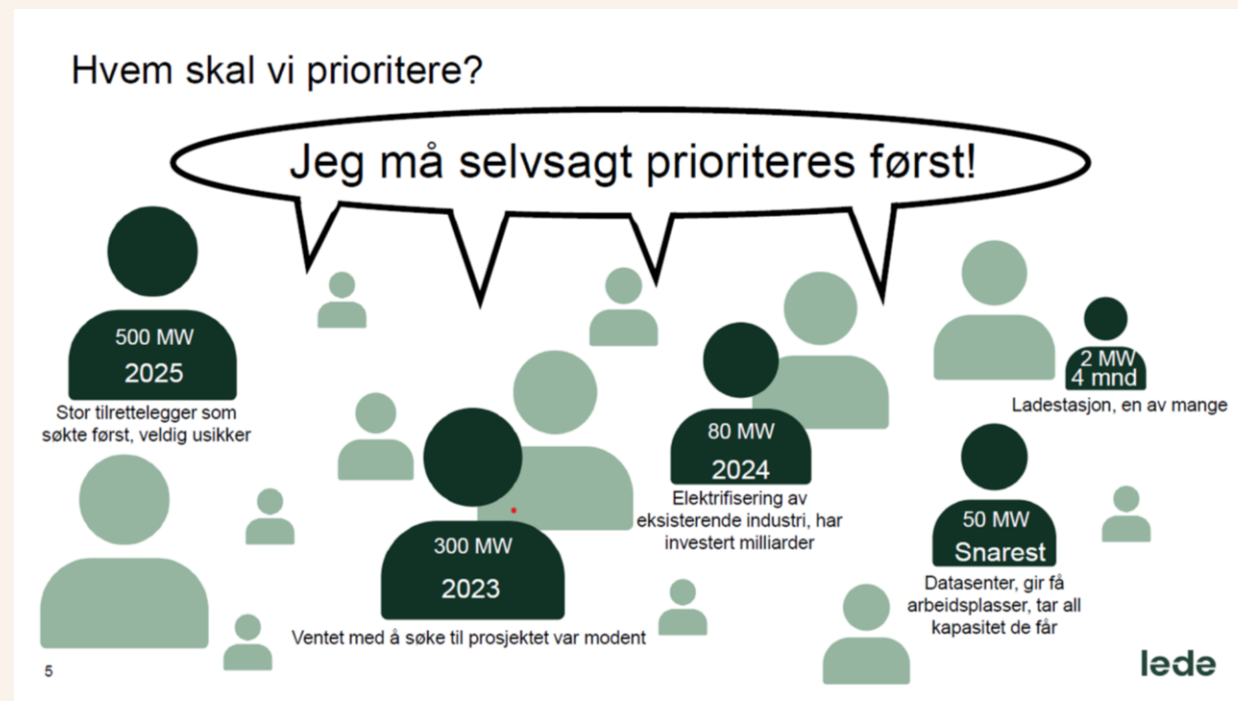 Hvem skal vi prioritere?
Jeg må selvsagt prioriteres først!
500 MW
2025
Stor tilrettelegger som
søkte først, veldig usikker
300 MW
2023
Ventet med å søke til prosjektet var modent
80 MW
2024
Elektrifisering av
eksisterende industri, har
investert milliarder
2 MW
4 mnd
Ladestasjon, en av mange
50 MW
Snarest
Datasenter, gir få
arbeidsplasser, tar all
kapasitet de får
5
lede